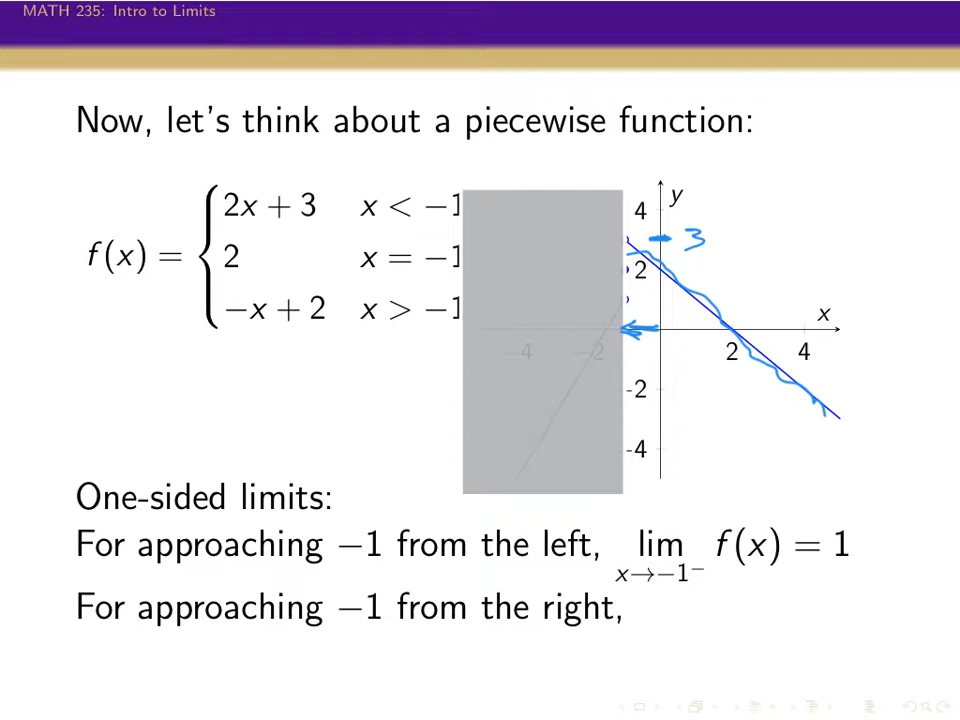 MATH 235: Intro to Limits
Now, let's think about a piecewise function:
f(x) = { 2x + 3 x < −1
2 x = −1
−x + 2 x > −1
y
4
3
2
x
−4 −2 2 4
-2
-4
One-sided limits:
For approaching −1 from the left, lim f(x) = 1
x→−1⁻
For approaching −1 from the right,